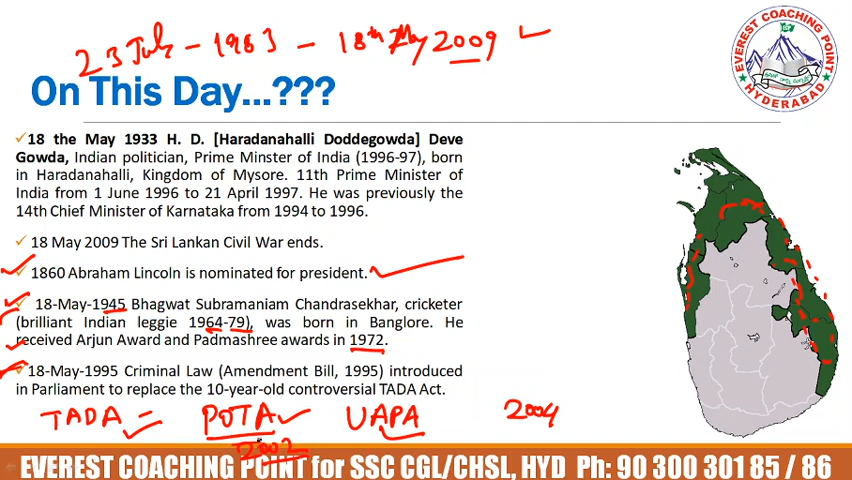 23 July - 1983 - 18th May 2009
EVEREST COACHING POINT
HYDERABAD
On This Day...???
18 the May 1933 H. D. [Haradanahalli Doddegowda] Deve
Gowda, Indian politician, Prime Minster of India (1996-97), born
in Haradanahalli, Kingdom of Mysore. 11th Prime Minister of
India from 1 June 1996 to 21 April 1997. He was previously the
14th Chief Minister of Karnataka from 1994 to 1996.
18 May 2009 The Sri Lankan Civil War ends.
1860 Abraham Lincoln is nominated for president.
18-May-1945 Bhagwat Subramaniam Chandrasekhar, cricketer
(brilliant Indian leggie 1964-79), was born in Banglore. He
received Arjun Award and Padmashree awards in 1972.
18-May-1995 Criminal Law (Amendment Bill, 1995) introduced
in Parliament to replace the 10-year-old controversial TADA Act.
TADA = POTA UAPA 2004
2002
EVEREST COACHING POINT for SSC CGL/CHSL, HYD Ph: 90 300 301 85 / 86